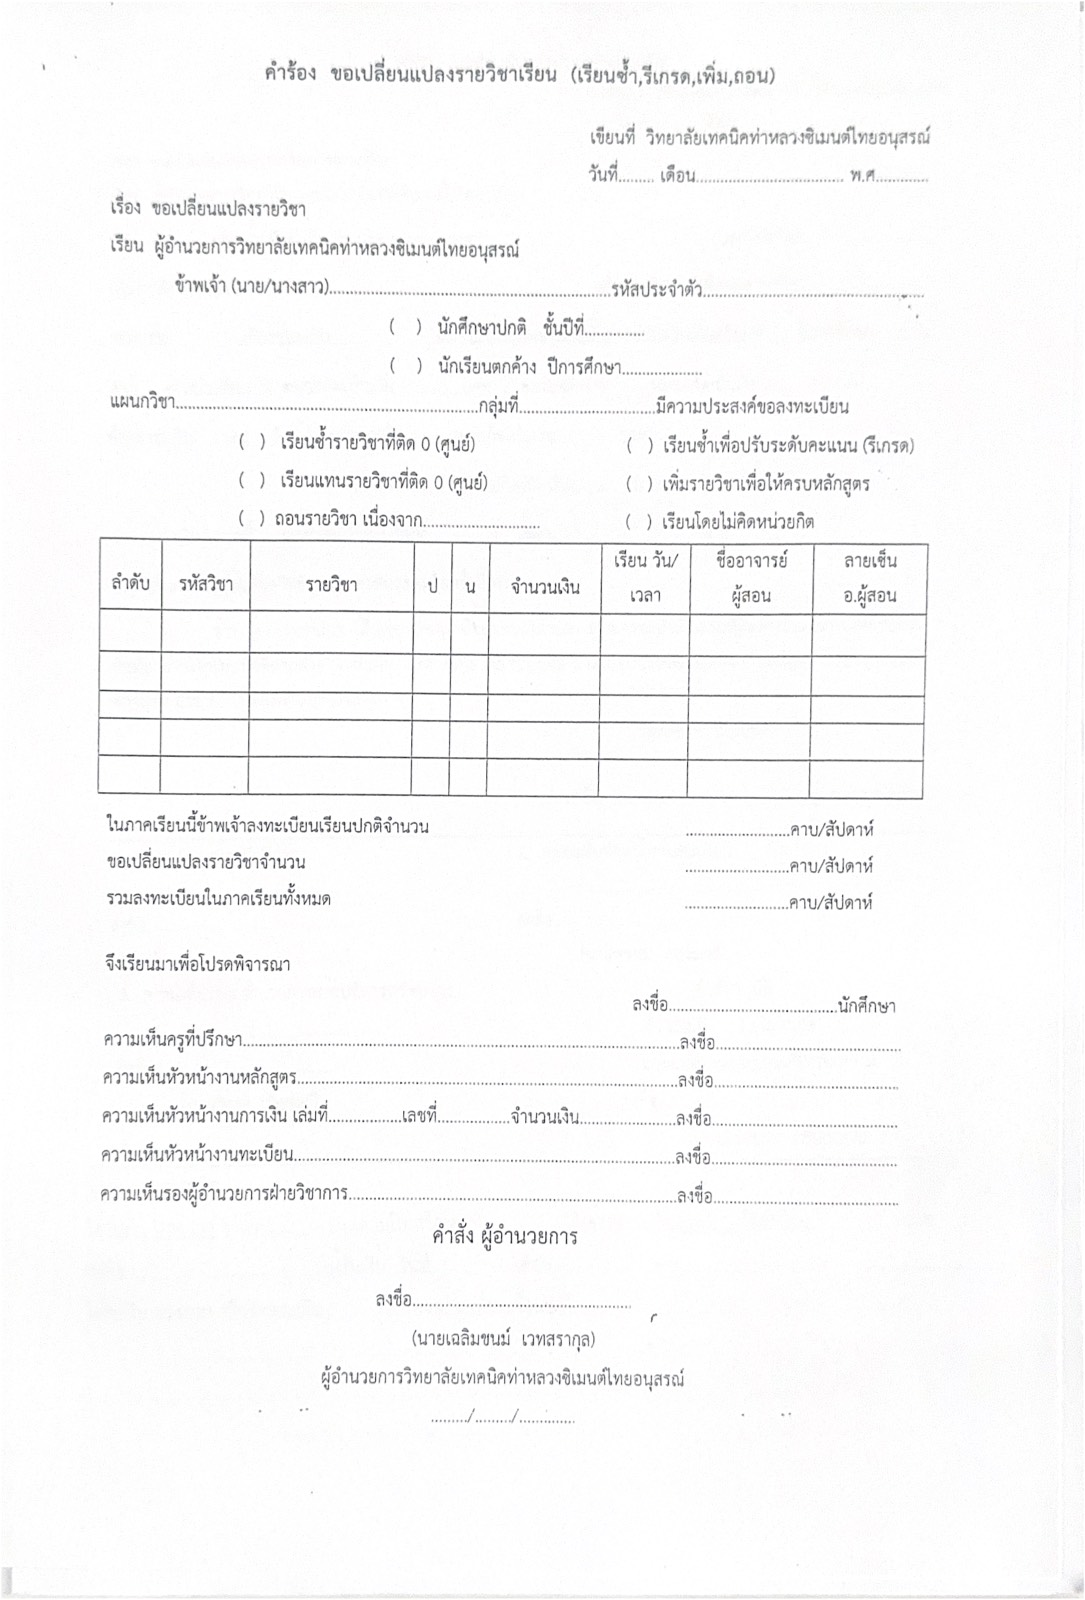 คำร้อง ขอเปลี่ยนแปลงรายวิชาเรียน (เรียนซ้ำ,รีเกรด,เพิ่ม,ถอน)
เขียนที่ วิทยาลัยเทคนิคท่าหลวงซิเมนต์ไทยอนุสรณ์
วันที่......... เดือน.................................... พ.ศ.............
เรื่อง ขอเปลี่ยนแปลงรายวิชา
เรียน ผู้อำนวยการวิทยาลัยเทคนิคท่าหลวงซิเมนต์ไทยอนุสรณ์
ข้าพเจ้า (นาย/นางสาว)....................................................................รหัสประจำตัว......................................................
( ) นักศึกษาปกติ ชั้นปีที่...............
( ) นักเรียนตกค้าง ปีการศึกษา....................
แผนกวิชา.........................................................................กลุ่มที่.................................มีความประสงค์ขอลงทะเบียน
( ) เรียนซ้ำรายวิชาที่ติด 0 (ศูนย์) ( ) เรียนซ้ำเพื่อปรับระดับคะแนน (รีเกรด)
( ) เรียนแทนรายวิชาที่ติด 0 (ศูนย์) ( ) เพิ่มรายวิชาเพื่อให้ครบหลักสูตร
( ) ถอนรายวิชา เนื่องจาก............................. ( ) เรียนโดยไม่คิดหน่วยกิต
ลำดับ รหัสวิชา รายวิชา ป น จำนวนเงิน เรียน วัน/เวลา ชื่ออาจารย์ผู้สอน ลายเซ็น อ.ผู้สอน
ในภาคเรียนนี้ข้าพเจ้าลงทะเบียนเรียนปกติจำนวน ..........................คาบ/สัปดาห์
ขอเปลี่ยนแปลงรายวิชาจำนวน ..........................คาบ/สัปดาห์
รวมลงทะเบียนในภาคเรียนทั้งหมด ..........................คาบ/สัปดาห์
จึงเรียนมาเพื่อโปรดพิจารณา
ลงชื่อ.........................................นักศึกษา
ความเห็นครูที่ปรึกษา..........................................................................................................ลงชื่อ.............................................
ความเห็นหัวหน้างานหลักสูตร............................................................................................ลงชื่อ.............................................
ความเห็นหัวหน้างานการเงิน เล่มที่..................เลขที่.................จำนวนเงิน.......................ลงชื่อ.............................................
ความเห็นหัวหน้างานทะเบียน............................................................................................ลงชื่อ.............................................
ความเห็นรองผู้อำนวยการฝ่ายวิชาการ...............................................................................ลงชื่อ.............................................
คำสั่ง ผู้อำนวยการ
ลงชื่อ.....................................................
(นายเฉลิมชนม์ เวทสรากุล)
ผู้อำนวยการวิทยาลัยเทคนิคท่าหลวงซิเมนต์ไทยอนุสรณ์
........./........./..............